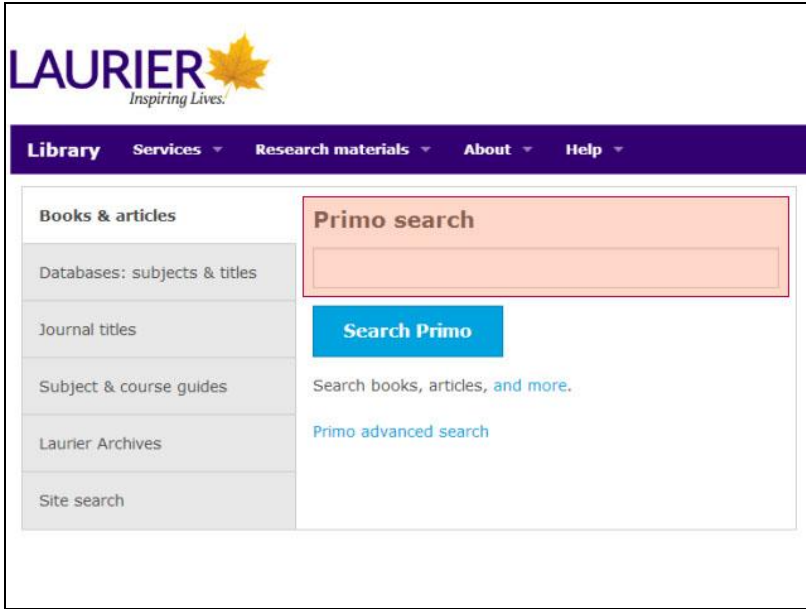 LAURIER
Inspiring Lives.
Library Services Research materials About Help
Books & articles
Databases: subjects & titles
Journal titles
Subject & course guides
Laurier Archives
Site search
Primo search
Search Primo
Search books, articles, and more.
Primo advanced search